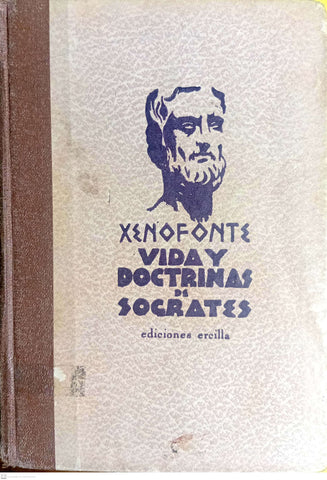 XENOFONTE
VIDA Y
DOCTRINAS
DE
SOCRATES
ediciones ercilla